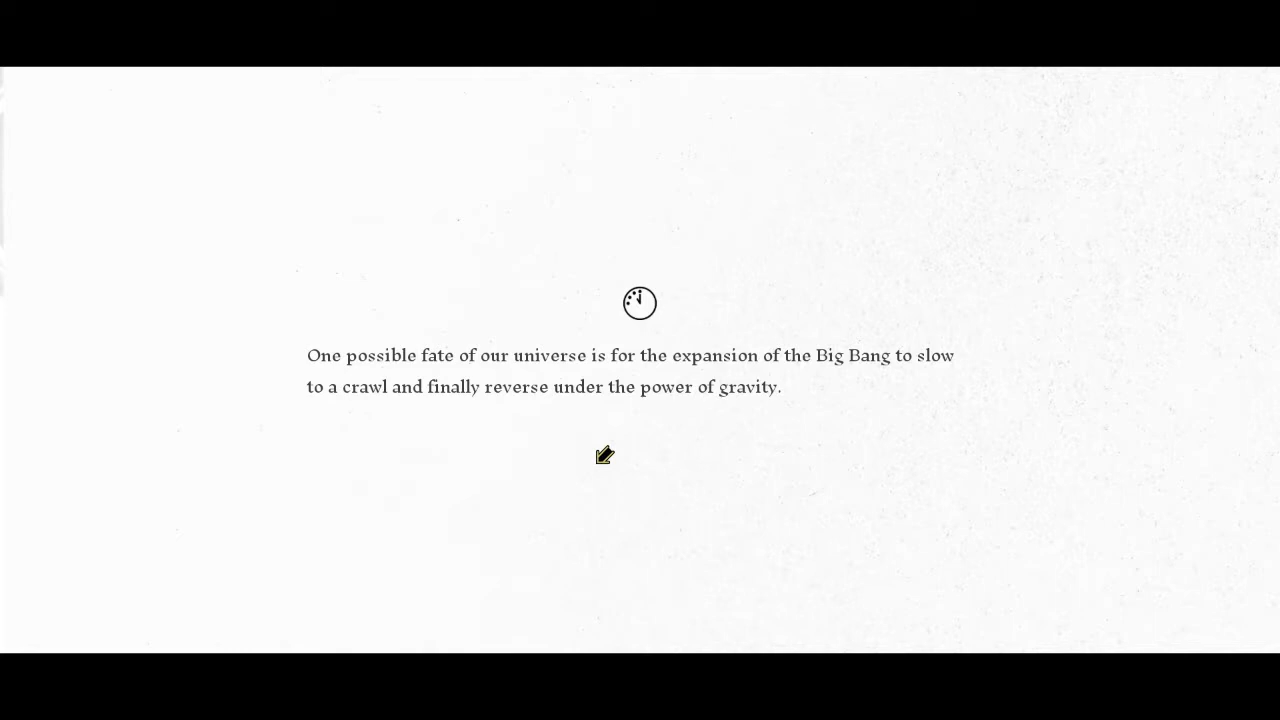 One possible fate of our universe is for the expansion of the Big Bang to slow
to a crawl and finally reverse under the power of gravity.